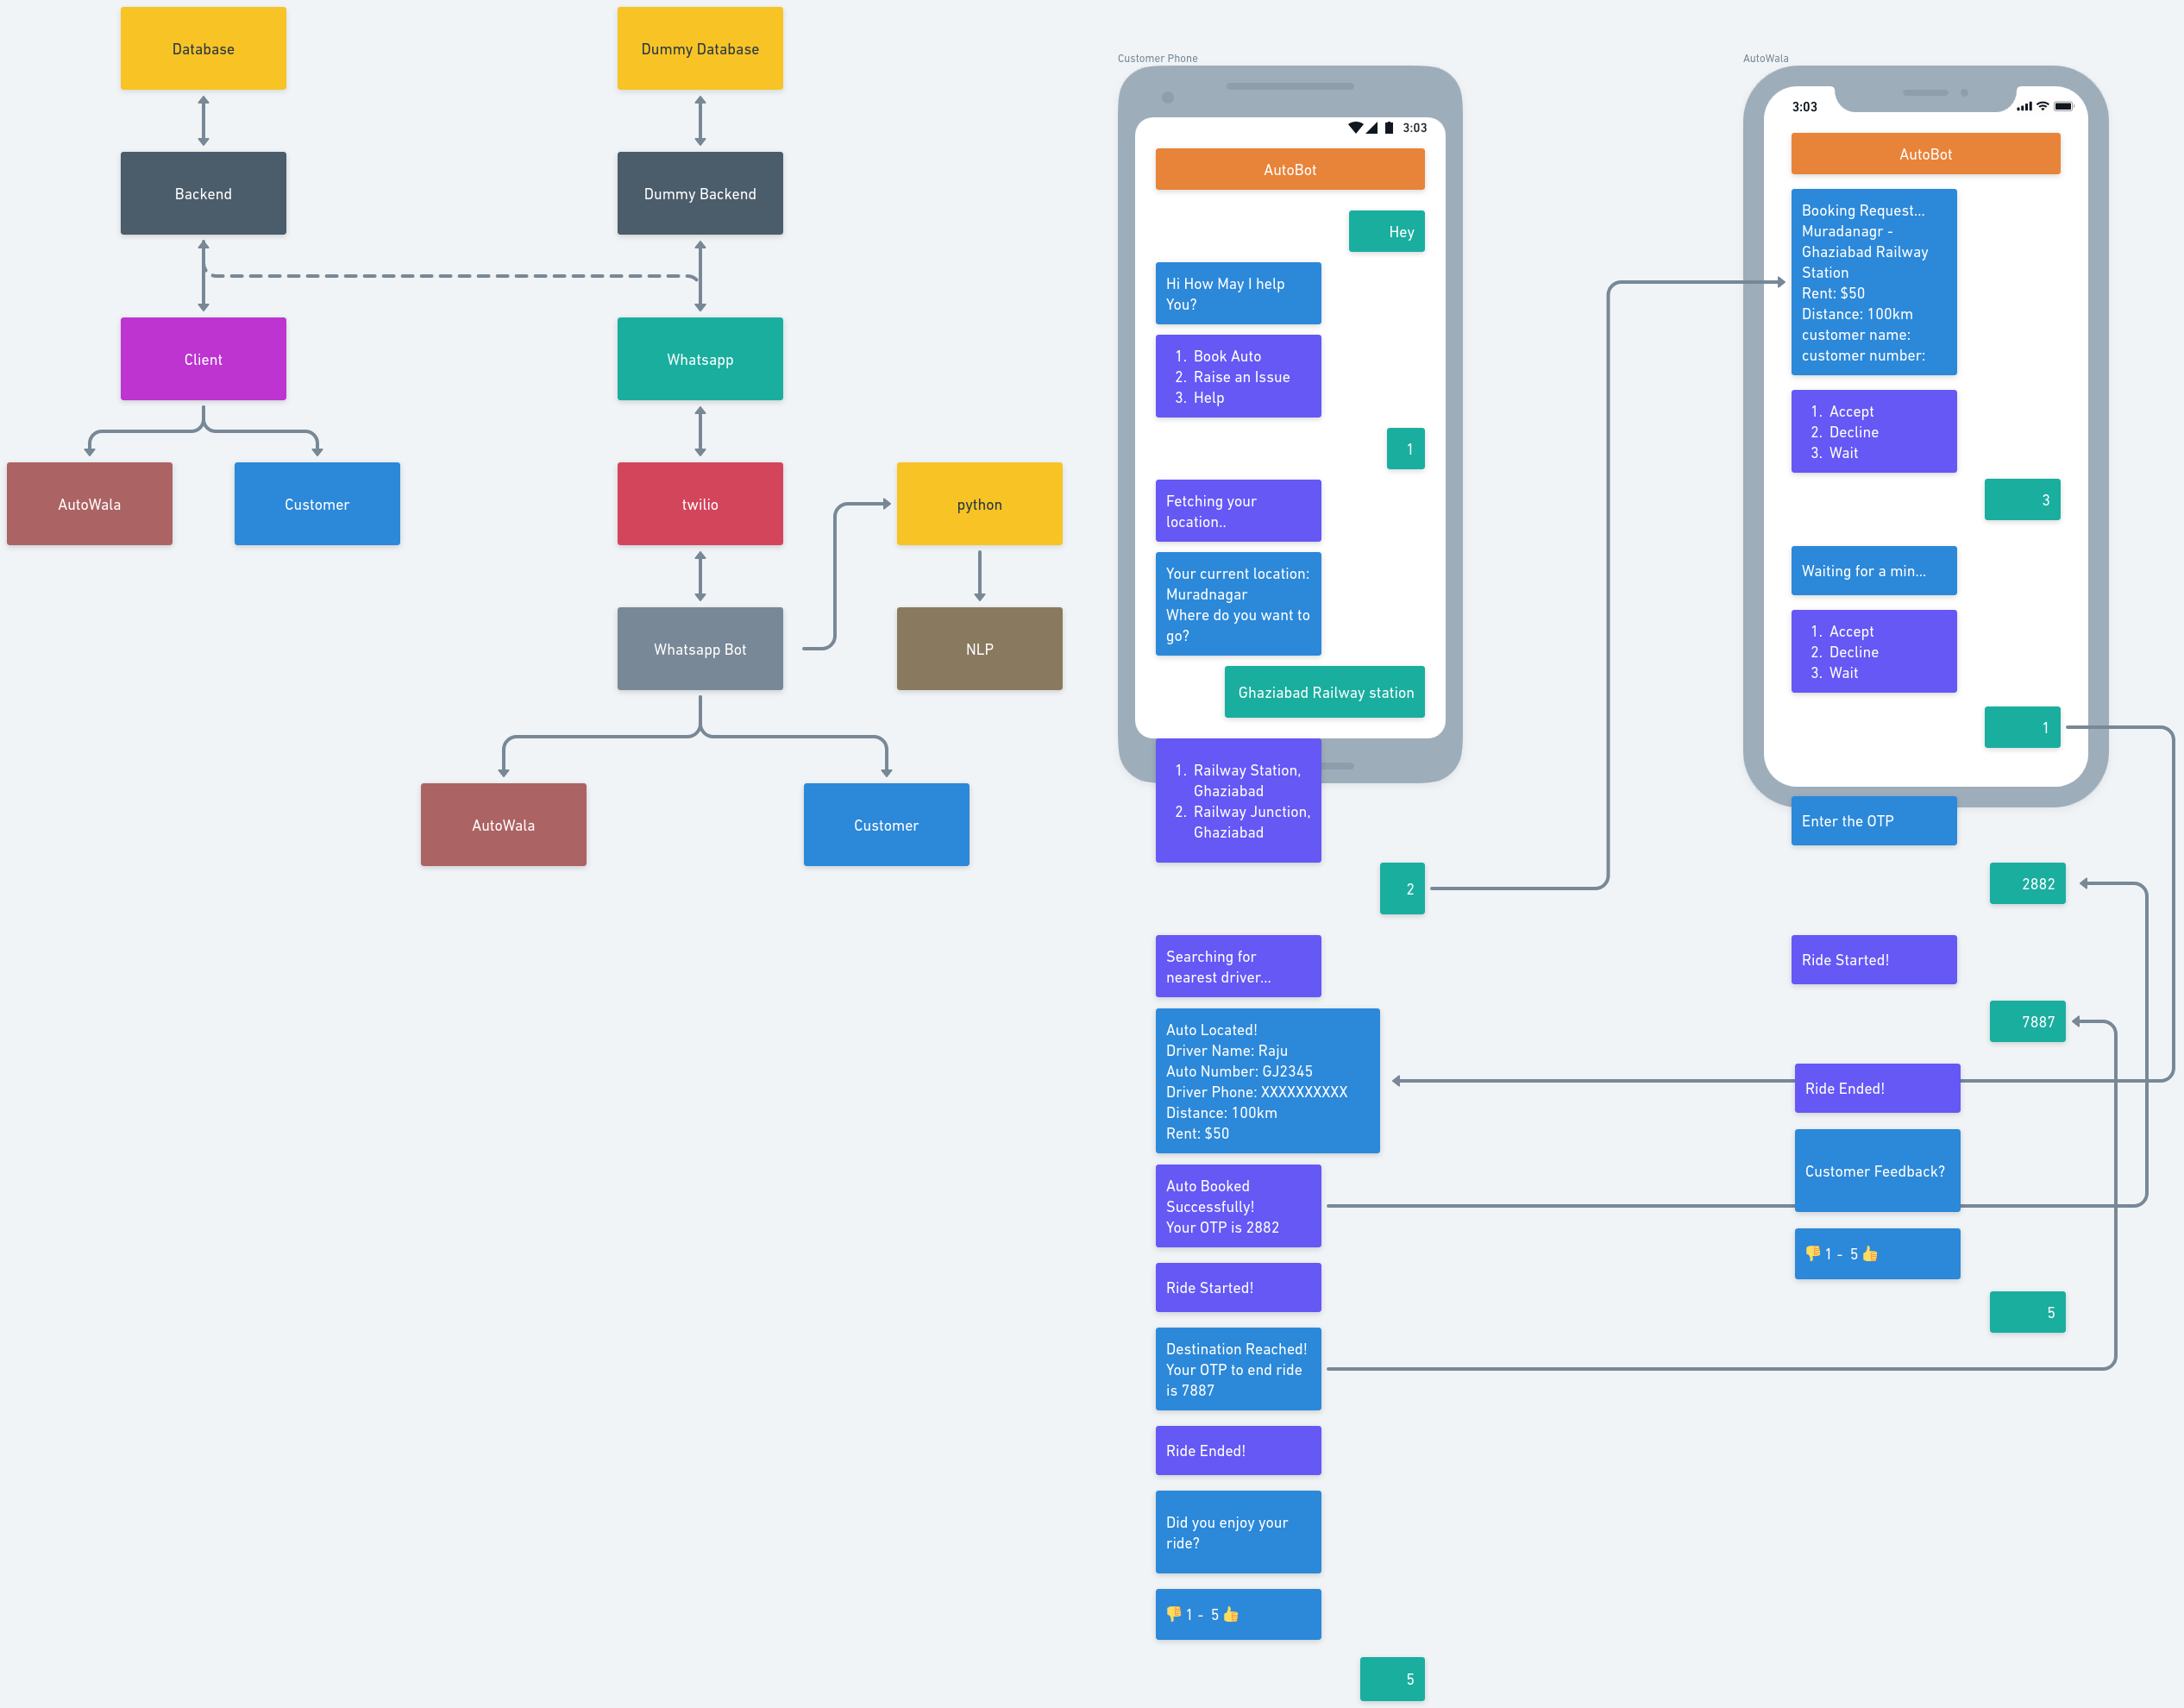 Database
Backend
Client
AutoWala
Customer
Dummy Database
Dummy Backend
Whatsapp
twilio
python
Whatsapp Bot
NLP
AutoWala
Customer
Customer Phone
3:03
AutoBot
Hey
Hi How May I help
You?
1. Book Auto
2. Raise an Issue
3. Help
1
Fetching your
location..
Your current location:
Muradnagar
Where do you want to
go?
Ghaziabad Railway station
1. Railway Station,
Ghaziabad
2. Railway Junction,
Ghaziabad
2
Searching for
nearest driver...
Auto Located!
Driver Name: Raju
Auto Number: GJ2345
Driver Phone: XXXXXXXXXX
Distance: 100km
Rent: $50
Auto Booked
Successfully!
Your OTP is 2882
Ride Started!
Destination Reached!
Your OTP to end ride
is 7887
Ride Ended!
Did you enjoy your
ride?
👎 1 - 5 👍
5
AutoWala
3:03
AutoBot
Booking Request...
Muradanagr -
Ghaziabad Railway
Station
Rent: $50
Distance: 100km
customer name:
customer number:
1. Accept
2. Decline
3. Wait
3
Waiting for a min...
1. Accept
2. Decline
3. Wait
1
Enter the OTP
2882
Ride Started!
7887
Ride Ended!
Customer Feedback?
👎 1 - 5 👍
5